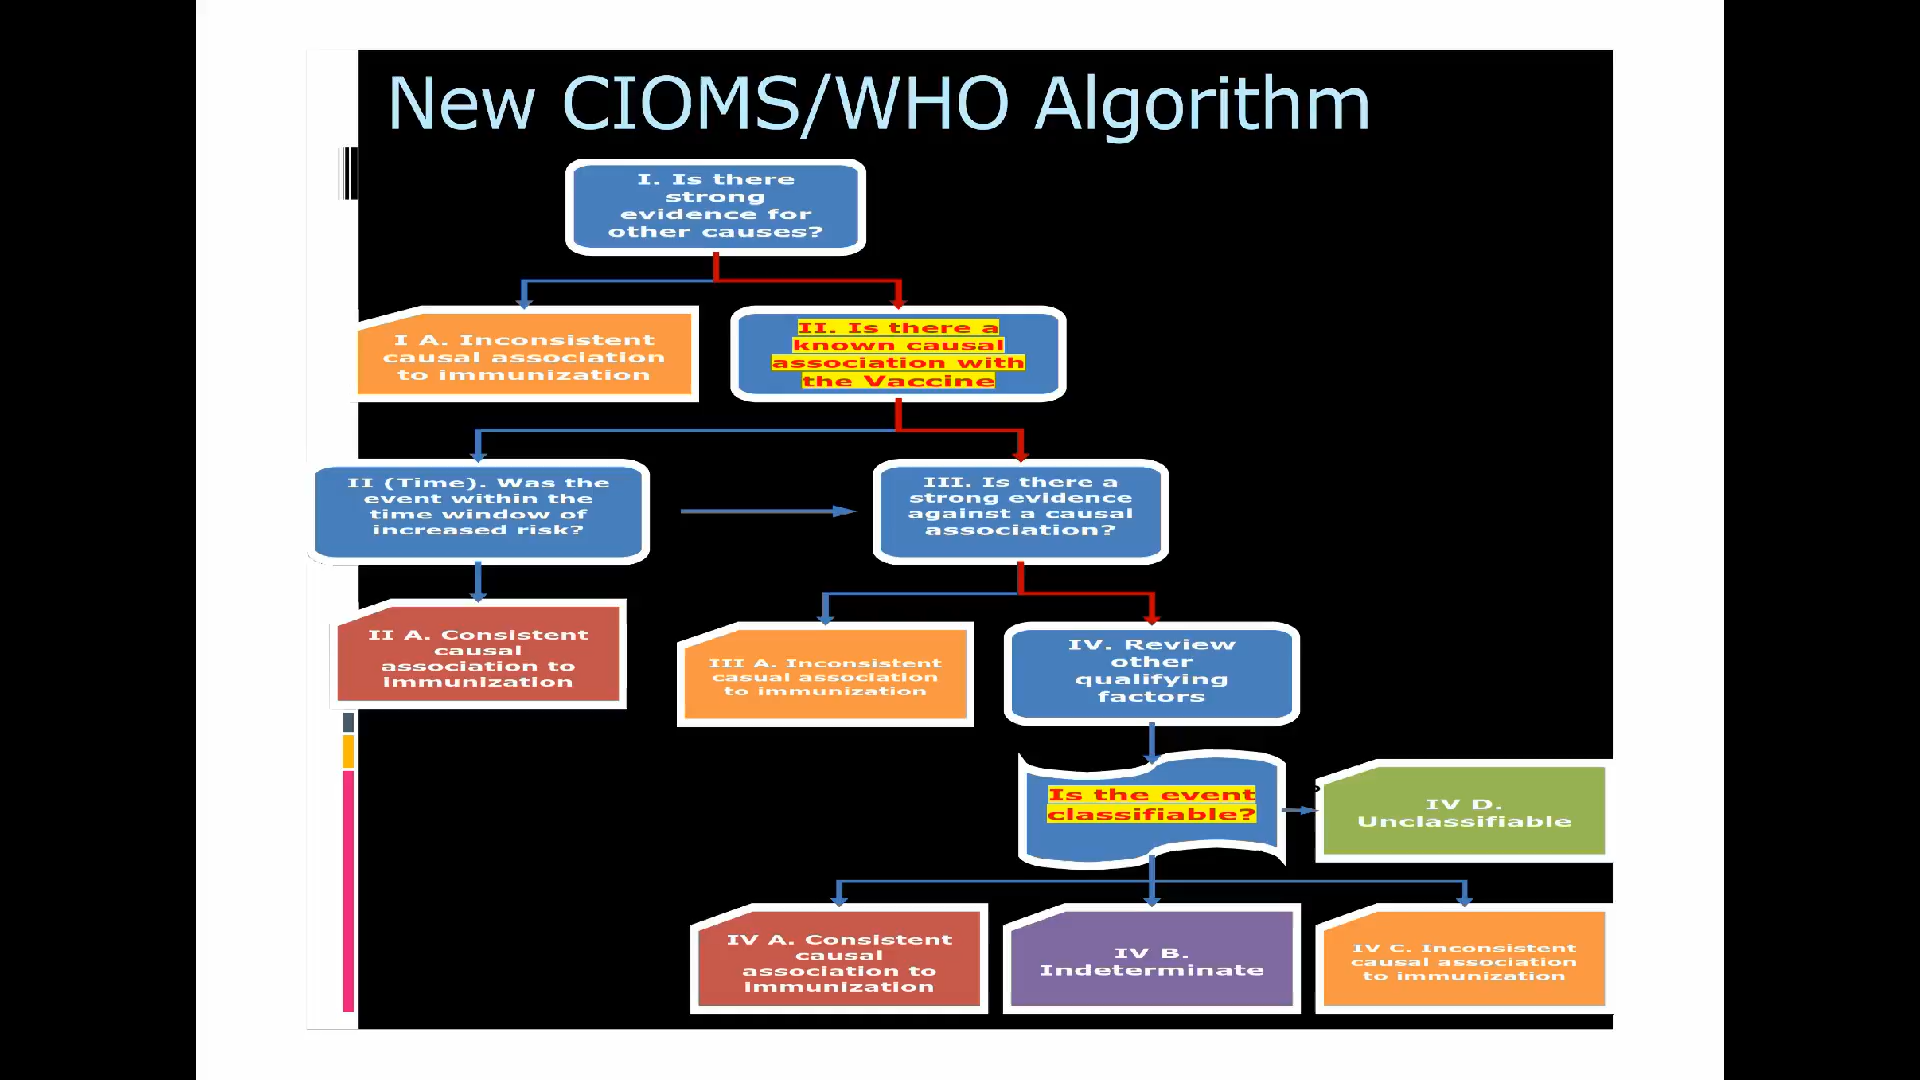 New CIOMS/WHO Algorithm
I. Is there
strong
evidence for
other causes?
I A. Inconsistent
causal association
to immunization
II. Is there a
known causal
association with
the Vaccine
II (Time). Was the
event within the
time window of
increased risk?
III. Is there a
strong evidence
against a causal
association?
II A. Consistent
causal
association to
immunization
III A. Inconsistent
casual association
to immunization
IV. Review
other
qualifying
factors
Is the event
classifiable?
IV D.
Unclassifiable
IV A. Consistent
causal
association to
immunization
IV B.
Indeterminate
IV C. Inconsistent
causal association
to immunization